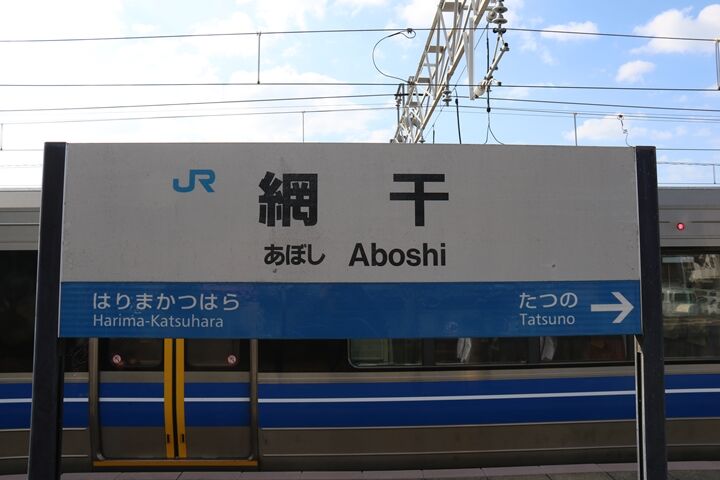 JR 網干
あぼし Aboshi
はりまかつはら たつの →
Harima-Katsuhara Tatsuno